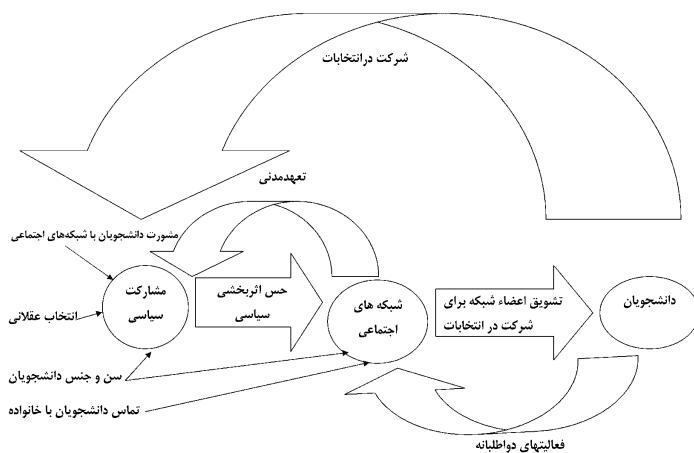 شرکت درانتخابات
تعهدمدنی
مشورت دانشجویان با شبکه‌های اجتماعی
دانشجویان
تشویق اعضاء شبکه برای
شرکت در انتخابات
شبکه های
اجتماعی
حس اثربخشی
سیاسی
مشارکت
سیاسی
انتخاب عقلانی
سن و جنس دانشجویان
تماس دانشجویان با خانواده
فعالیتهای دواطلبانه